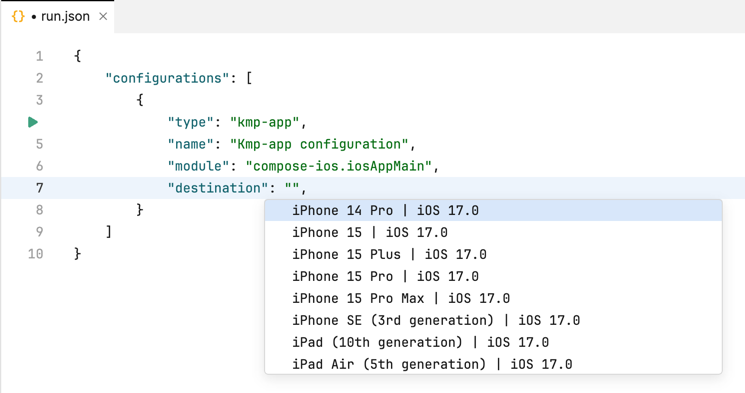 {} • run.json ×
1 {
2 "configurations": [
3 {
"type": "kmp-app",
5 "name": "Kmp-app configuration",
6 "module": "compose-ios.iosAppMain",
7 "destination": "",
8 }
9 ]
10 }
iPhone 14 Pro | iOS 17.0
iPhone 15 | iOS 17.0
iPhone 15 Plus | iOS 17.0
iPhone 15 Pro | iOS 17.0
iPhone 15 Pro Max | iOS 17.0
iPhone SE (3rd generation) | iOS 17.0
iPad (10th generation) | iOS 17.0
iPad Air (5th generation) | iOS 17.0